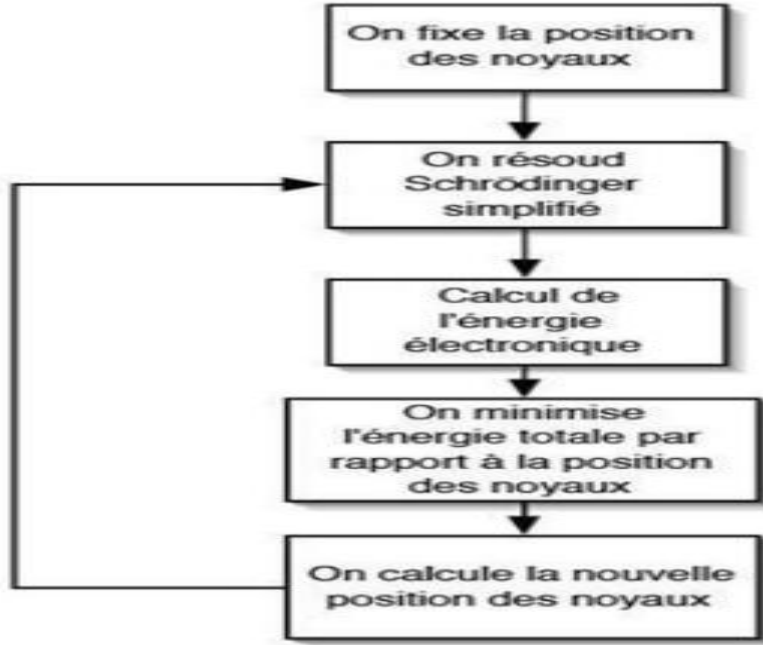 On fixe la position
des noyaux
On résoud
Schrödinger
simplifié
Calcul de
l'énergie
électronique
On minimise
l'énergie totale par
rapport à la position
des noyaux
On calcule la nouvelle
position des noyaux